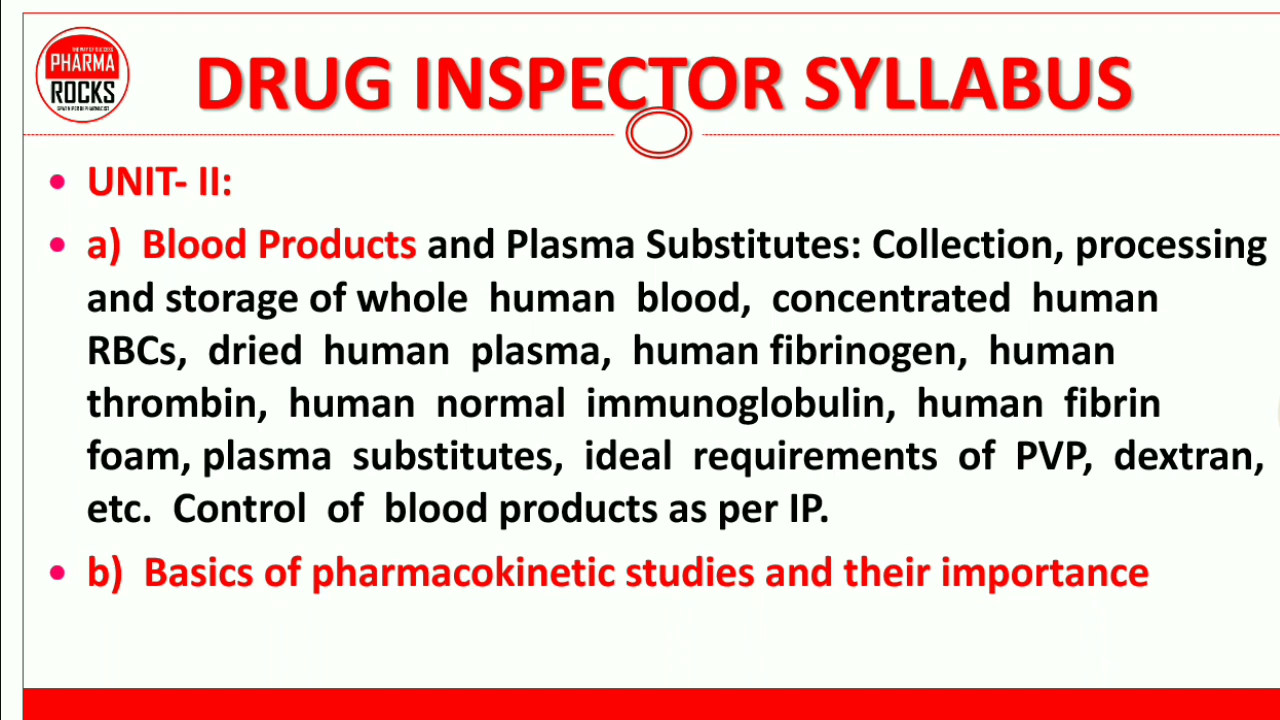 PHARMA
ROCKS
DRUG INSPECTOR SYLLABUS
• UNIT- II:
• a) Blood Products and Plasma Substitutes: Collection, processing
and storage of whole human blood, concentrated human
RBCs, dried human plasma, human fibrinogen, human
thrombin, human normal immunoglobulin, human fibrin
foam, plasma substitutes, ideal requirements of PVP, dextran,
etc. Control of blood products as per IP.
• b) Basics of pharmacokinetic studies and their importance